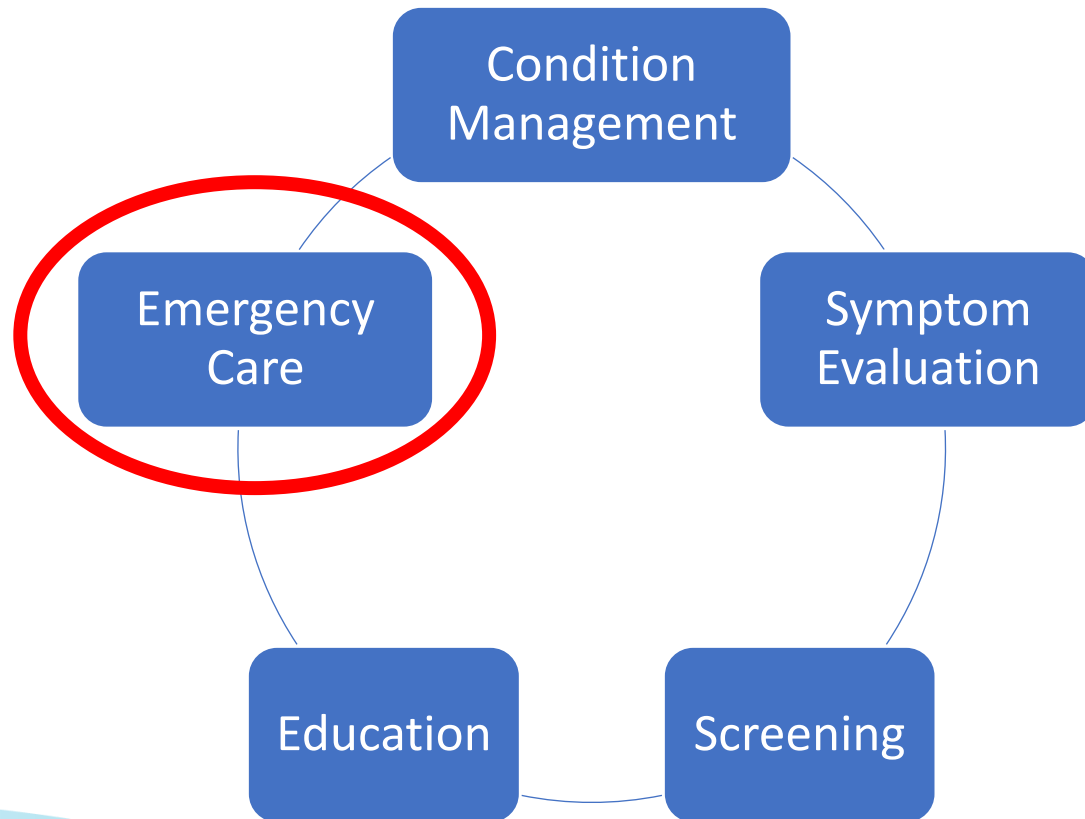 Condition
Management
Emergency
Care
Symptom
Evaluation
Education
Screening